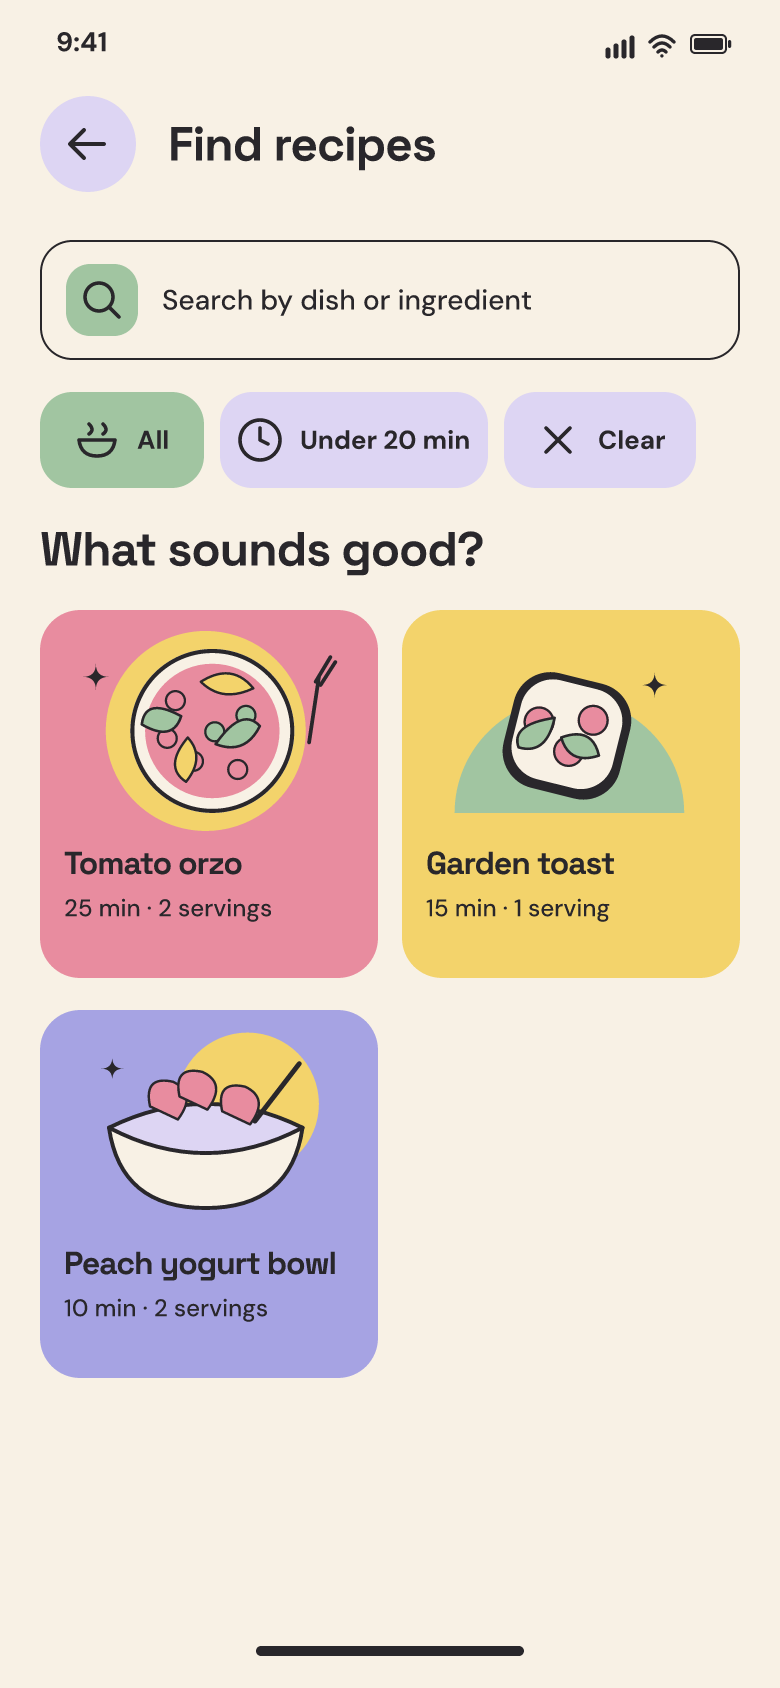 9:41
Find recipes
Search by dish or ingredient
All
Under 20 min
Clear
What sounds good?
Tomato orzo
25 min · 2 servings
Garden toast
15 min · 1 serving
Peach yogurt bowl
10 min · 2 servings